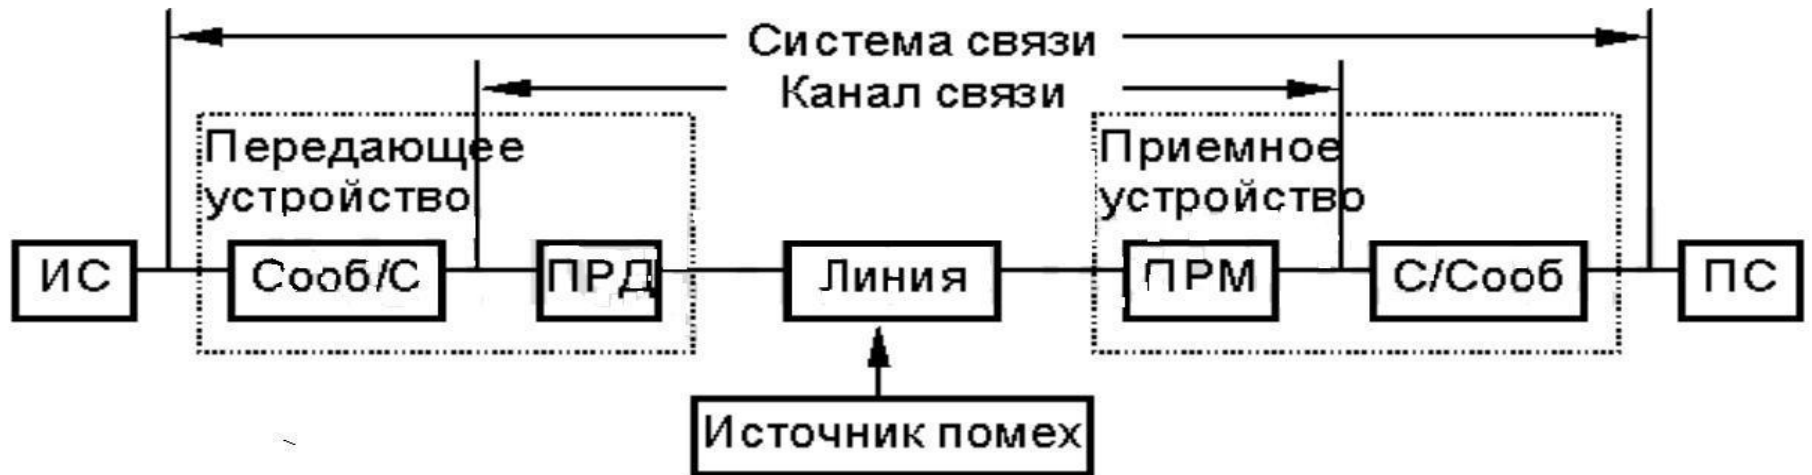 Система связи
Канал связи
Передающее
устройство
Приемное
устройство
ИС
Сооб/С
ПРД
Линия
ПРМ
С/Сооб
ПС
Источник помех